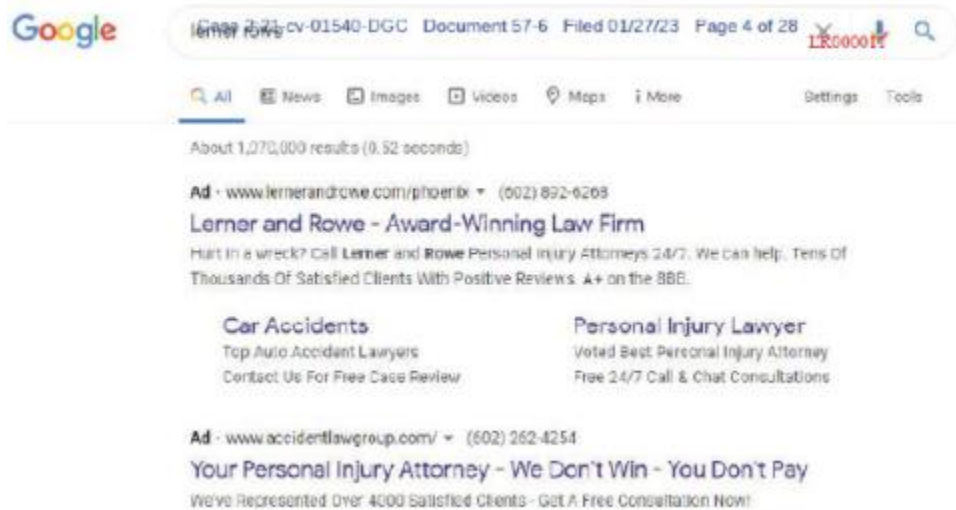 Google
lerner rowe
Case 2:21-cv-01540-DGC Document 57-6 Filed 01/27/23 Page 4 of 28
LR000011
All News Images Videos Maps More Settings Tools
About 1,070,000 results (0.52 seconds)
Ad · www.lernerandrowe.com/phoenix (602) 892-6268
Lerner and Rowe - Award-Winning Law Firm
Hurt in a wreck? Call Lerner and Rowe Personal Injury Attorneys 24/7. We can help. Tens Of
Thousands Of Satisfied Clients With Positive Reviews. A+ on the BBB.
Car Accidents
Top Auto Accident Lawyers
Contact Us For Free Case Review
Personal Injury Lawyer
Voted Best Personal Injury Attorney
Free 24/7 Call & Chat Consultations
Ad · www.accidentlawgroup.com/ (602) 262-4254
Your Personal Injury Attorney - We Don't Win - You Don't Pay
We've Represented Over 4000 Satisfied Clients - Get A Free Consultation Now!